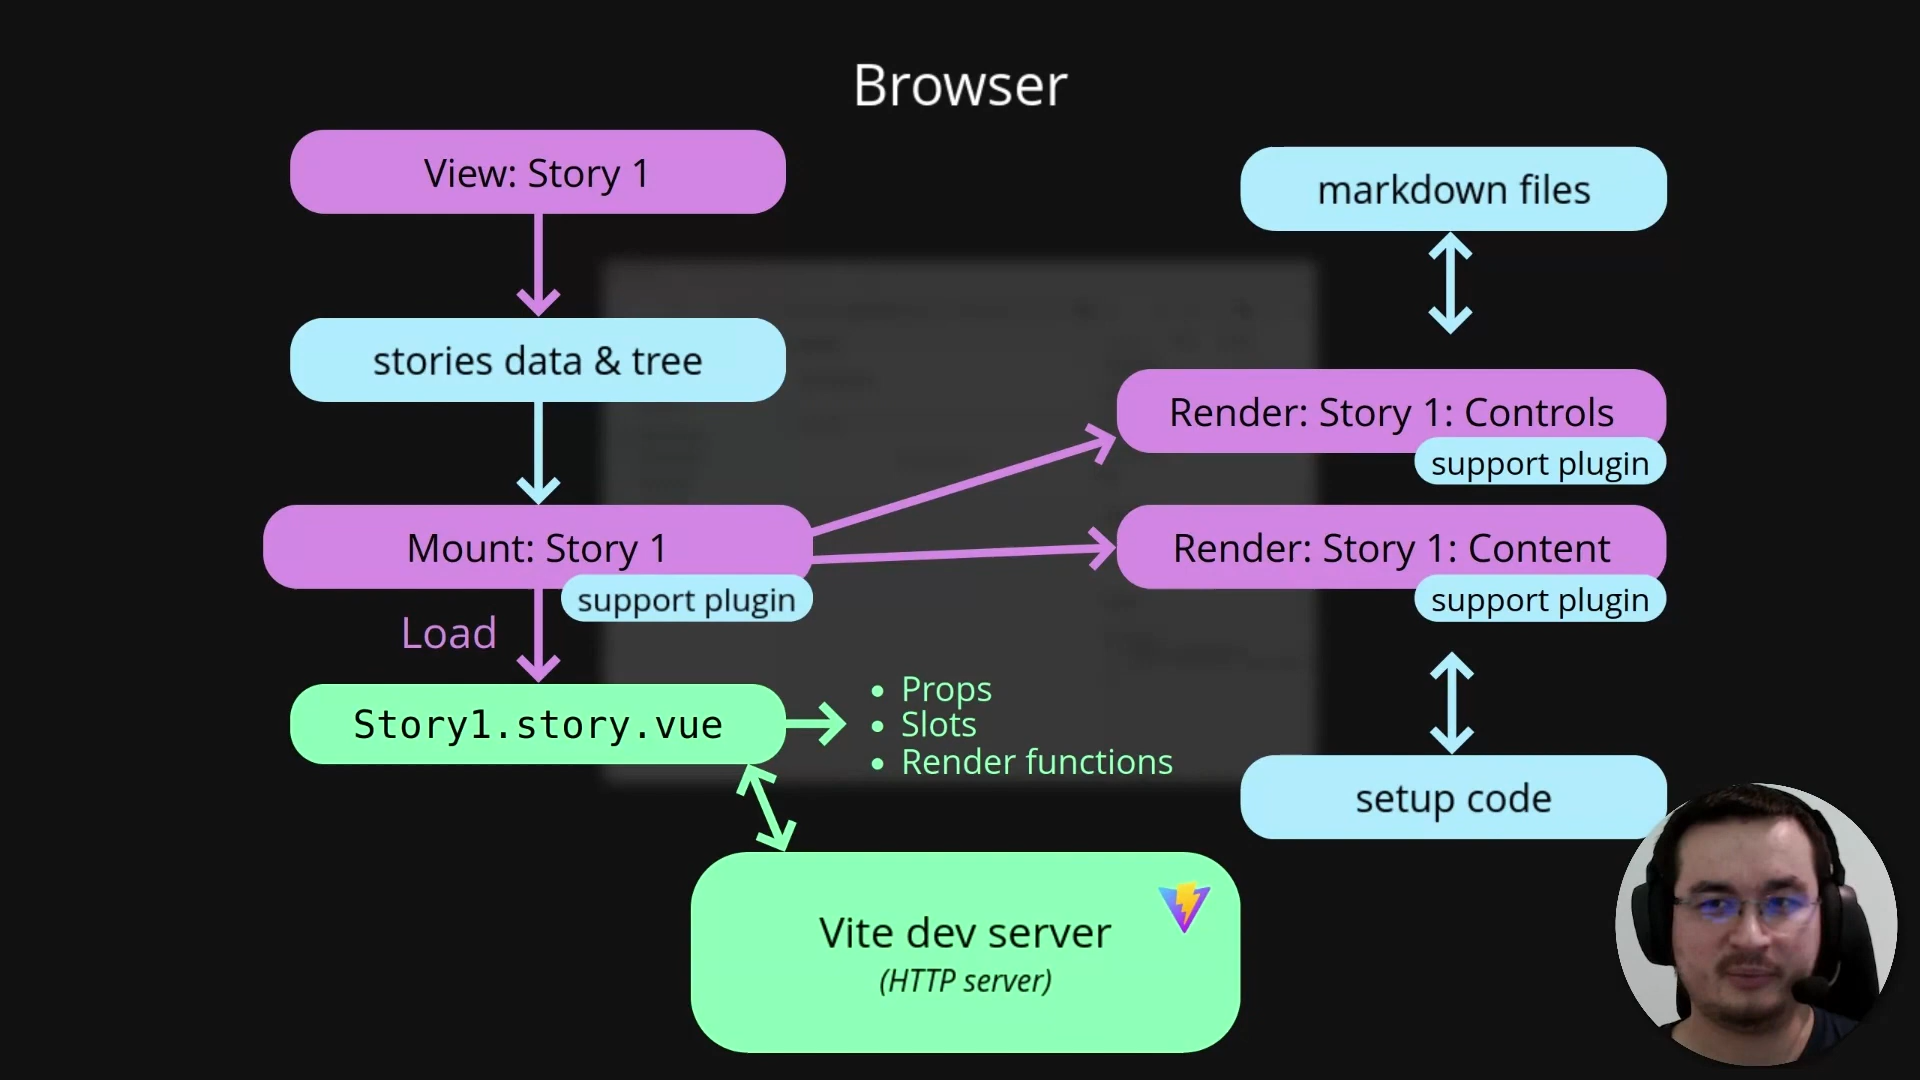 Browser
View: Story 1
markdown files
stories data & tree
Render: Story 1: Controls
support plugin
Mount: Story 1
support plugin
Render: Story 1: Content
support plugin
Load
Story1.story.vue
• Props
• Slots
• Render functions
setup code
Vite dev server
(HTTP server)